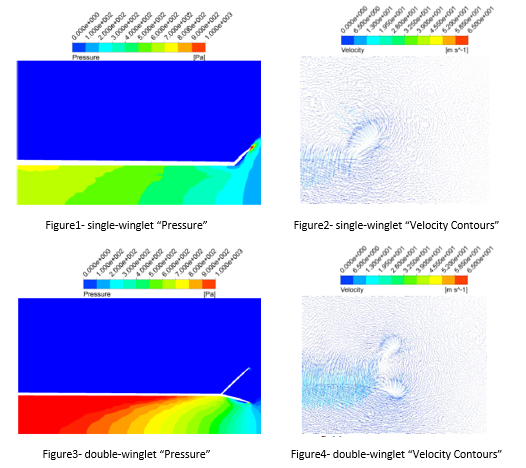 0.000e+000 1.000e+002 2.000e+002 3.000e+002 4.000e+002 5.000e+002 6.000e+002 7.000e+002 8.000e+002 9.000e+002 1.000e+003
Pressure [Pa]
0.000e+000 6.500e+000 1.300e+001 1.950e+001 2.600e+001 3.250e+001 3.900e+001 4.550e+001 5.200e+001 5.850e+001 6.500e+001
Velocity [m s^-1]
Figure1- single-winglet “Pressure”
Figure2- single-winglet “Velocity Contours”
0.000e+000 1.000e+002 2.000e+002 3.000e+002 4.000e+002 5.000e+002 6.000e+002 7.000e+002 8.000e+002 9.000e+002 1.000e+003
Pressure [Pa]
0.000e+000 6.500e+000 1.300e+001 1.950e+001 2.600e+001 3.250e+001 3.900e+001 4.550e+001 5.200e+001 5.850e+001 6.500e+001
Velocity [m s^-1]
Figure3- double-winglet “Pressure”
Figure4- double-winglet “Velocity Contours”